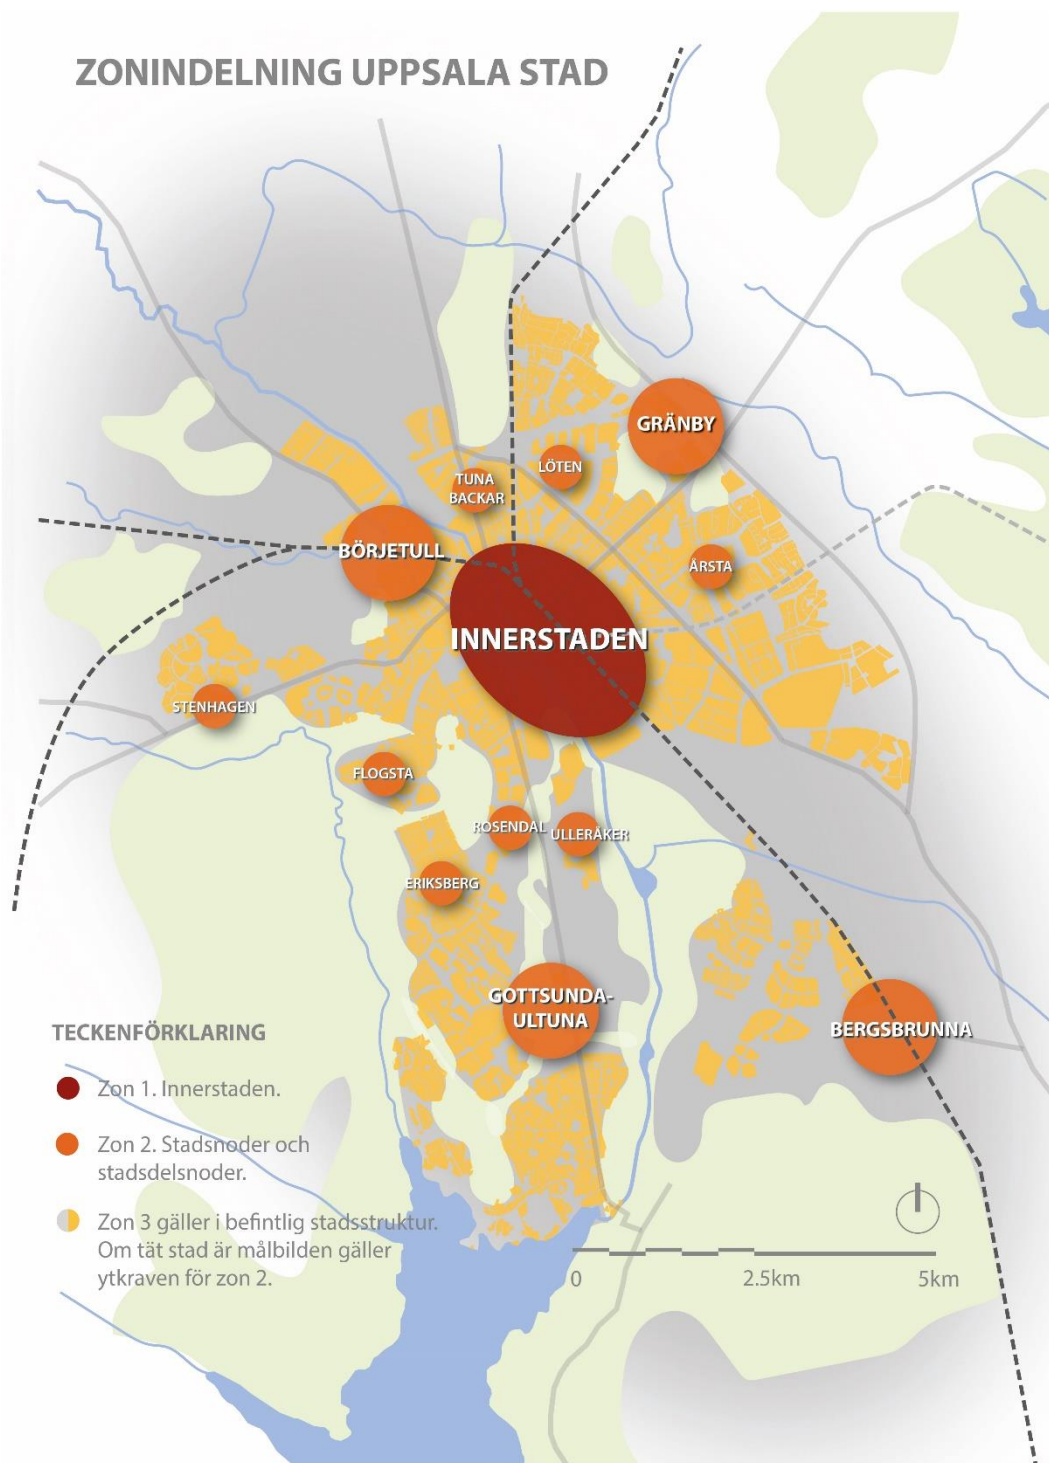 ZONINDELNING UPPSALA STAD
GRÄNBY
LÖTEN
TUNA
BACKAR
BÖRJETULL
ÅRSTA
INNERSTADEN
STENHAGEN
FLOGSTA
ROSENDAL
ULLERÅKER
ERIKSBERG
GOTTSUNDA-
ULTUNA
BERGSBRUNNA
TECKENFÖRKLARING
Zon 1. Innerstaden.
Zon 2. Stadsnoder och
stadsdelsnoder.
Zon 3 gäller i befintlig stadsstruktur.
Om tät stad är målbilden gäller
ytkraven för zon 2.
0
2.5km
5km